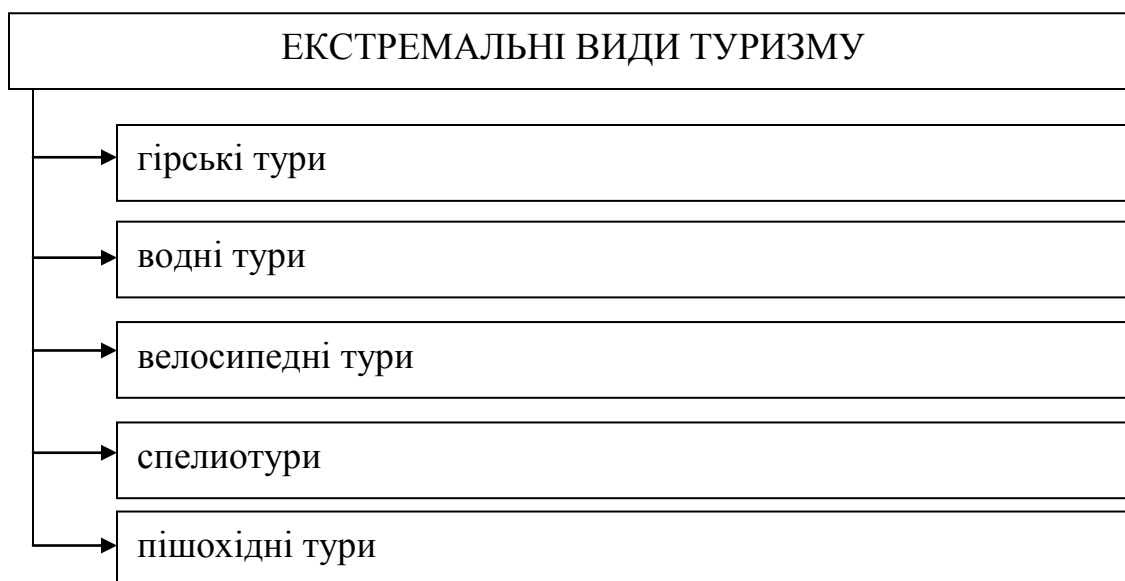 ЕКСТРЕМАЛЬНІ ВИДИ ТУРИЗМУ
гірські тури
водні тури
велосипедні тури
спелиотури
пішохідні тури